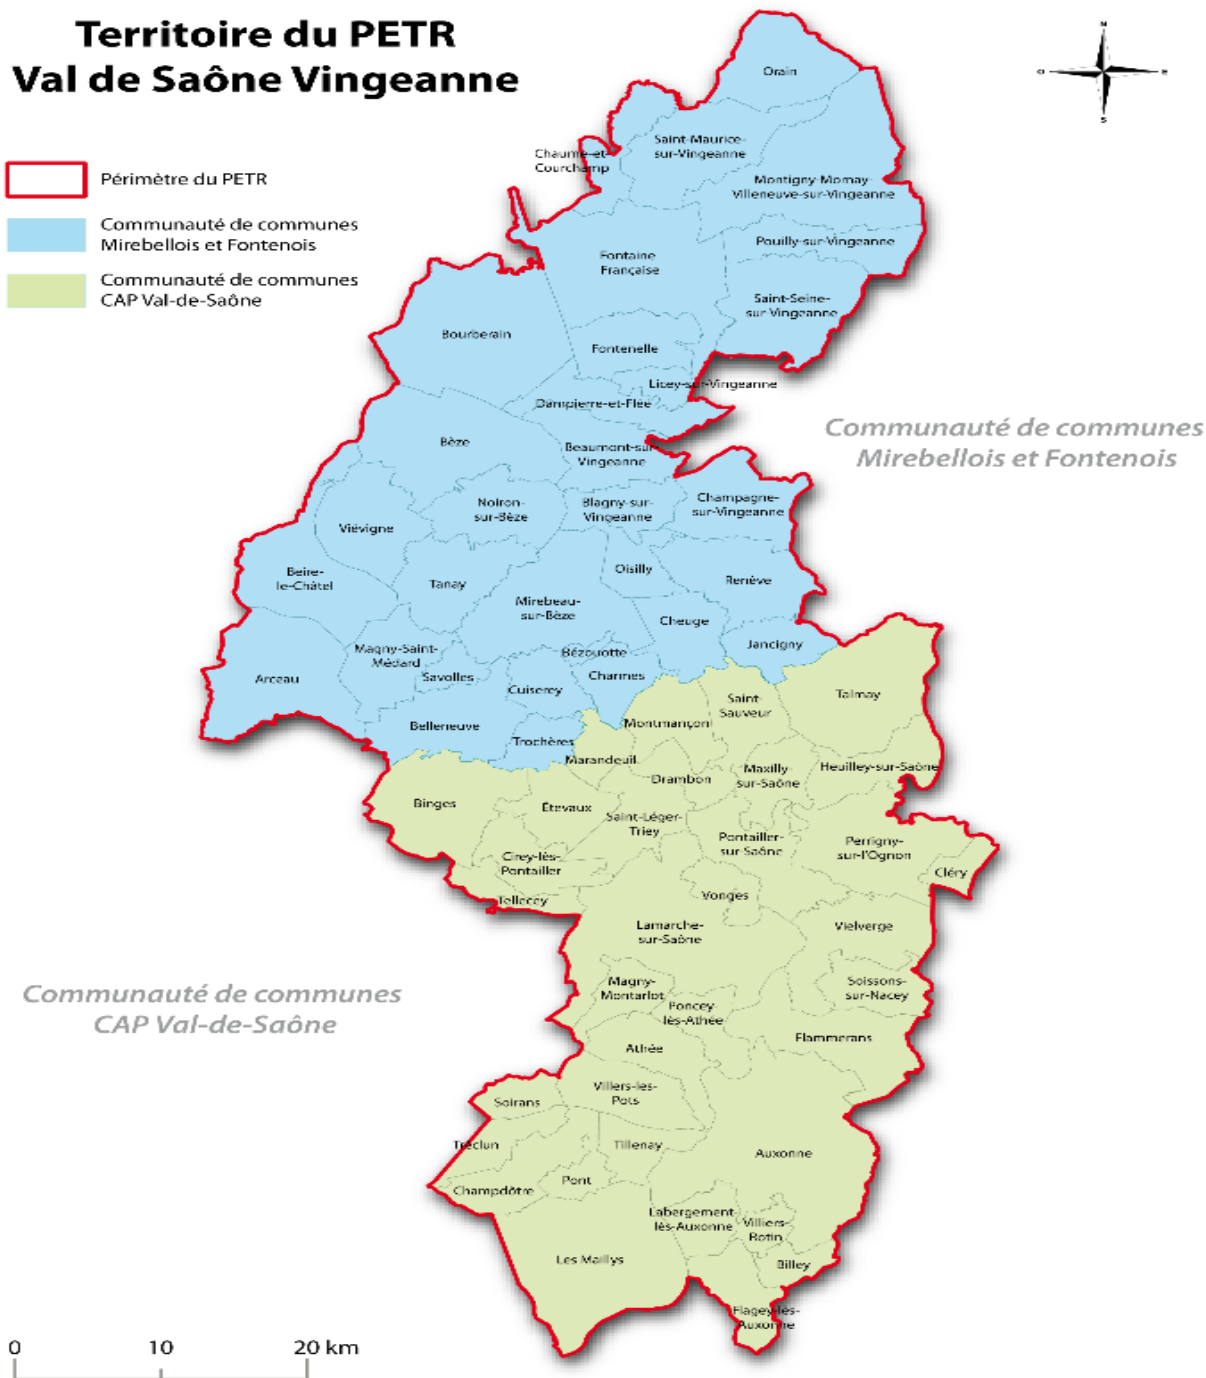 Territoire du PETR
Val de Saône Vingeanne
N
O
E
S
Périmètre du PETR
Communauté de communes
Mirebellois et Fontenois
Communauté de communes
CAP Val-de-Saône
Orain
Saint-Maurice-
sur-Vingeanne
Chaume-et-
Courchamp
Montigny-Mornay-
Villeneuve-sur-Vingeanne
Pouilly-sur-Vingeanne
Fontaine
Française
Saint-Seine-
sur-Vingeanne
Bourberain
Fontenelle
Licey-sur-Vingeanne
Dampierre-et-Flée
Communauté de communes
Mirebellois et Fontenois
Bèze
Beaumont-sur-
Vingeanne
Noiron-
sur-Bèze
Blagny-sur-
Vingeanne
Champagne-
sur-Vingeanne
Viévigne
Beire-
le-Châtel
Tanay
Oisilly
Renève
Mirebeau-
sur-Bèze
Cheuge
Jancigny
Magny-Saint-
Médard
Bézouotte
Arceau
Savolles
Cuiserey
Charmes
Belleneuve
Trochères
Montmançon
Saint-
Sauveur
Talmay
Marandeuil
Drambon
Maxilly-
sur-Saône
Heuilley-sur-Saône
Binges
Étevaux
Saint-Léger-
Triey
Pontailler-
sur-Saône
Perrigny-
sur-l'Ognon
Cirey-lès-
Pontailler
Cléry
Tellecey
Vonges
Lamarche-
sur-Saône
Vielverge
Communauté de communes
CAP Val-de-Saône
Magny-
Montarlot
Soissons-
sur-Nacey
Poncey-
lès-Athée
Flammerans
Athée
Villers-les-
Pots
Soirans
Tréclun
Tillenay
Auxonne
Champdôtre
Pont
Labergement-
lès-Auxonne
Villiers-
Rotin
Les Maillys
Billey
Flagey-lès-
Auxonne
0 10 20 km